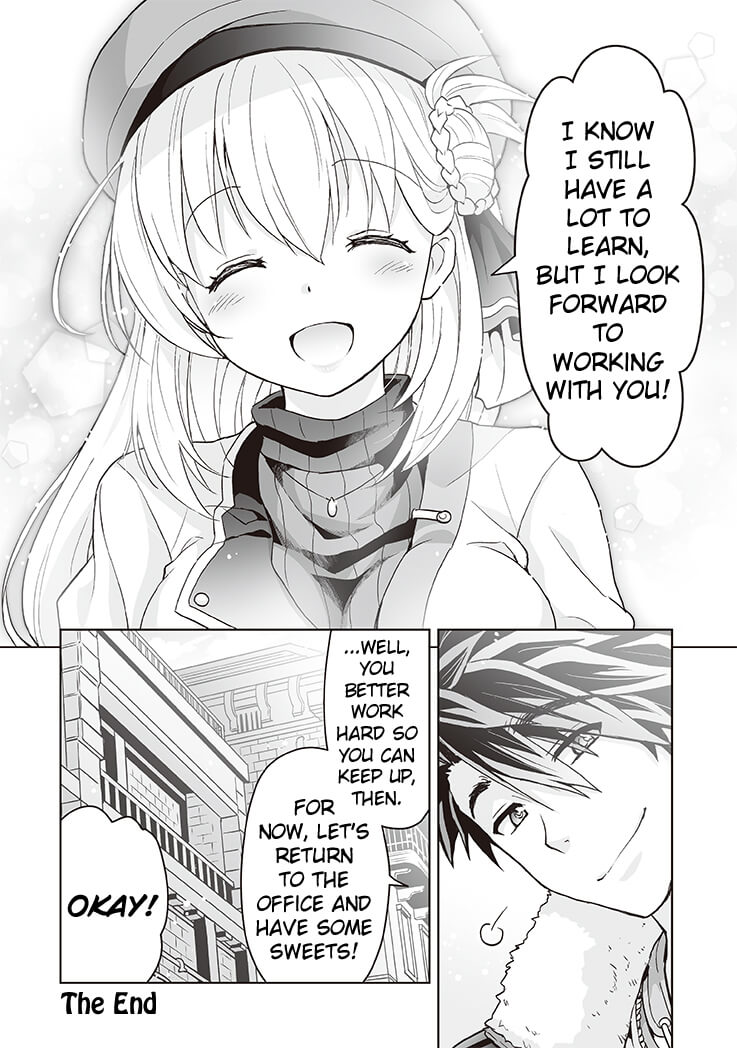 I KNOW
I STILL
HAVE A
LOT TO
LEARN,
BUT I LOOK
FORWARD
TO
WORKING
WITH YOU!
...WELL,
YOU
BETTER
WORK
HARD SO
YOU CAN
KEEP UP,
THEN.
FOR
NOW, LET'S
RETURN
TO THE
OFFICE AND
HAVE SOME
SWEETS!
OKAY!
The End